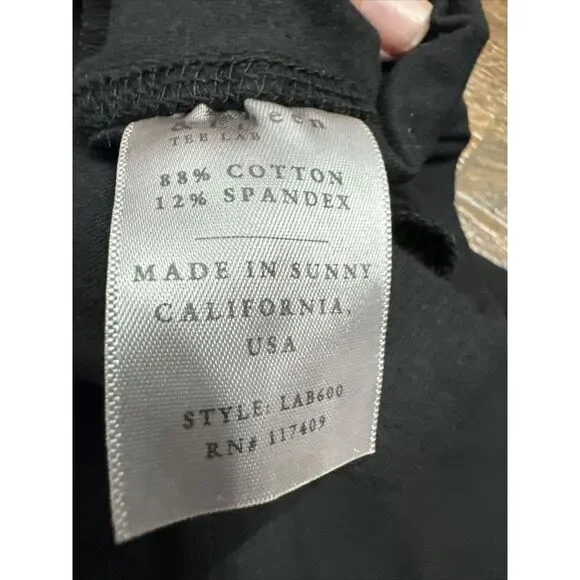 TEE LAB
88% COTTON
12% SPANDEX
MADE IN SUNNY
CALIFORNIA,
USA
STYLE: LAB600
RN# 117409